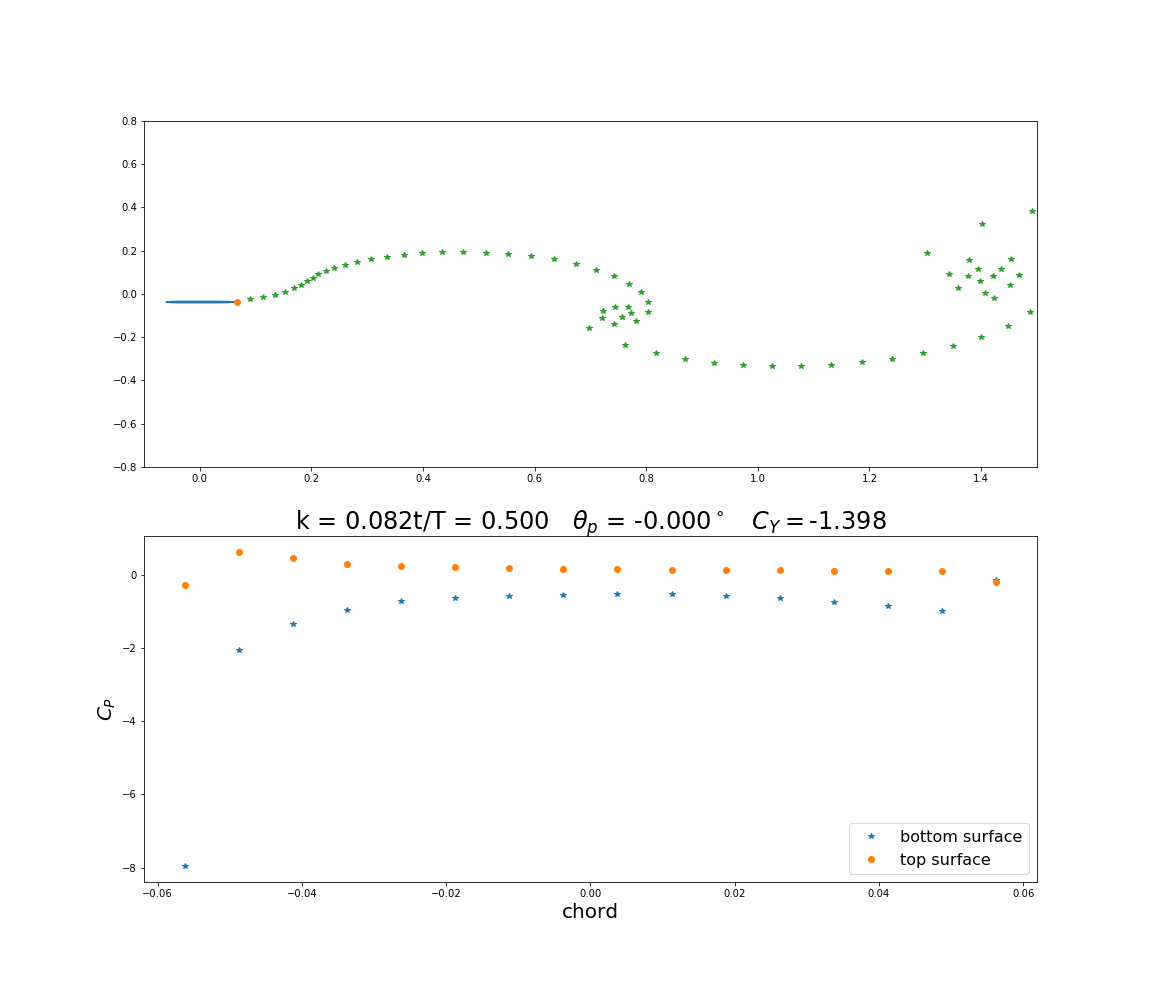 0.8
0.6
0.4
0.2
0.0
−0.2
−0.4
−0.6
−0.8
0.0 0.2 0.4 0.6 0.8 1.0 1.2 1.4
k = 0.082t/T = 0.500 θp = -0.000° CY = -1.398
0
−2
−4
−6
−8
CP
bottom surface
top surface
−0.06 −0.04 −0.02 0.00 0.02 0.04 0.06
chord